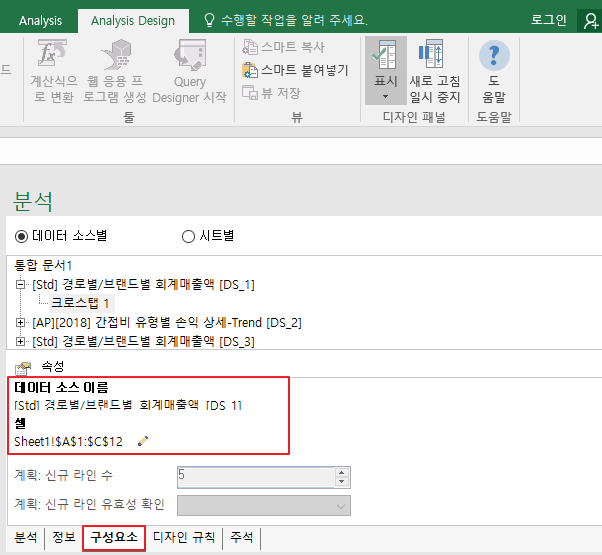 Analysis Analysis Design 수행할 작업을 알려 주세요. 로그인
드 계산식으로 변환 웹 응용 프로그램 생성 Query Designer 시작
스마트 복사
스마트 붙여넣기
뷰 저장
표시 새로 고침 일시 중지
도움말
툴 뷰 디자인 패널 도움말
분석
데이터 소스별 시트별
통합 문서1
[Std] 경로별/브랜드별 회계매출액 [DS_1]
크로스탭 1
[AP][2018] 간접비 유형별 손익 상세-Trend [DS_2]
[Std] 경로별/브랜드별 회계매출액 [DS_3]
속성
데이터 소스 이름
[Std] 경로별/브랜드별 회계매출액 [DS_1]
셀
Sheet1!$A$1:$C$12
계획: 신규 라인 수 5
계획: 신규 라인 유효성 확인
분석 정보 구성요소 디자인 규칙 주석